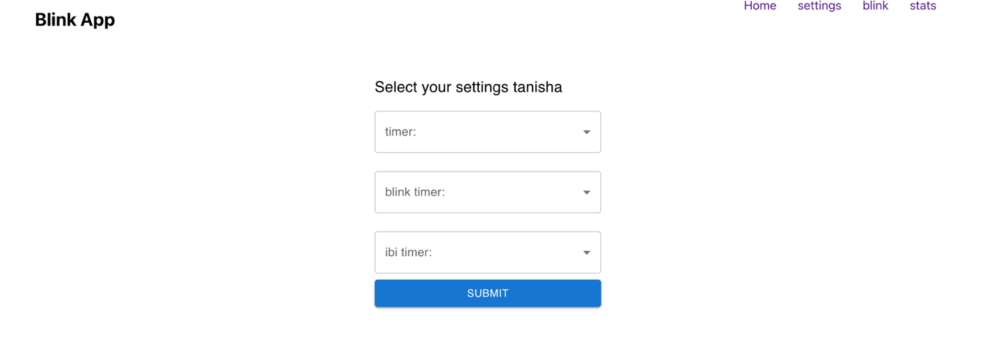 Blink App
Home settings blink stats
Select your settings tanisha
timer:
blink timer:
ibi timer:
SUBMIT